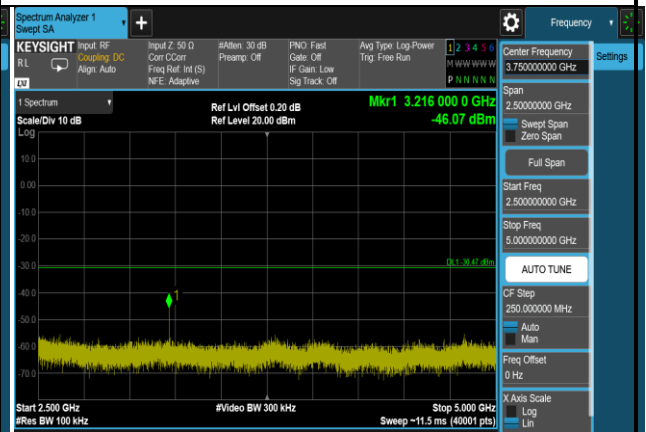 Spectrum Analyzer 1
Swept SA
Frequency
Settings
KEYSIGHT
RL
LXI
Input: RF
Coupling: DC
Align: Auto
Input Z: 50 Ω
Corr CCorr
Freq Ref: Int (S)
NFE: Adaptive
#Atten: 30 dB
Preamp: Off
PNO: Fast
Gate: Off
IF Gain: Low
Sig Track: Off
Avg Type: Log-Power
Trig: Free Run
1 2 3 4 5 6
M W W W W W
P N N N N N
1 Spectrum
Scale/Div 10 dB
Log
Ref Lvl Offset 0.20 dB
Ref Level 20.00 dBm
Mkr1 3.216 000 0 GHz
-46.07 dBm
10.0
0.00
-10.0
-20.0
-30.0
-40.0
-50.0
-60.0
-70.0
DL1 -30.47 dBm
1
Start 2.500 GHz
#Res BW 100 kHz
#Video BW 300 kHz
Stop 5.000 GHz
Sweep ~11.5 ms (40001 pts)
Center Frequency
3.750000000 GHz
Span
2.50000000 GHz
Swept Span
Zero Span
Full Span
Start Freq
2.500000000 GHz
Stop Freq
5.000000000 GHz
AUTO TUNE
CF Step
250.000000 MHz
Auto
Man
Freq Offset
0 Hz
X Axis Scale
Log
Lin